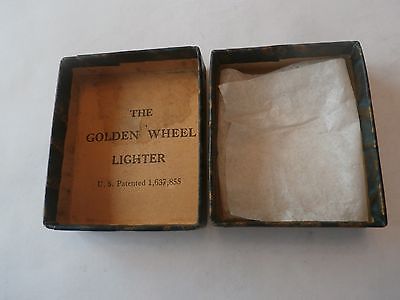 THE
GOLDEN WHEEL
LIGHTER
U. S. Patented 1,637,855